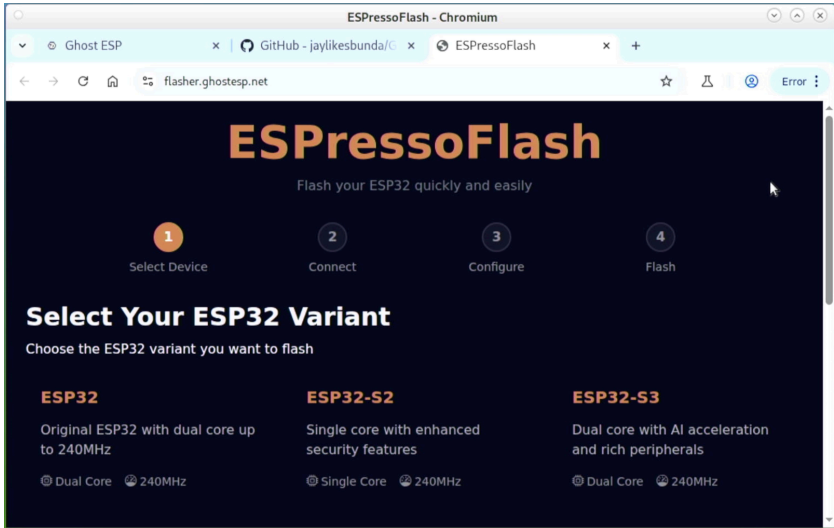 ESPressoFlash - Chromium
Ghost ESP
GitHub - jaylikesbunda/G
ESPressoFlash
flasher.ghostesp.net
Error
ESPressoFlash
Flash your ESP32 quickly and easily
1 2 3 4
Select Device Connect Configure Flash
Select Your ESP32 Variant
Choose the ESP32 variant you want to flash
ESP32
Original ESP32 with dual core up
to 240MHz
Dual Core 240MHz
ESP32-S2
Single core with enhanced
security features
Single Core 240MHz
ESP32-S3
Dual core with AI acceleration
and rich peripherals
Dual Core 240MHz